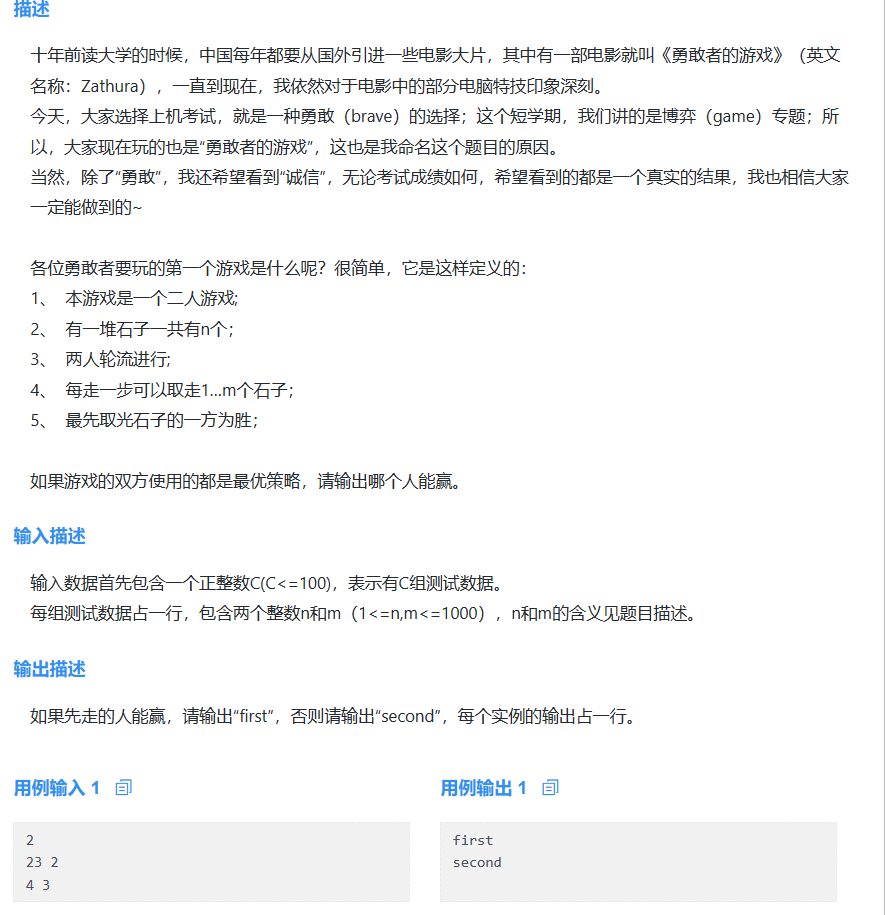 描述
十年前读大学的时候，中国每年都要从国外引进一些电影大片，其中有一部电影就叫《勇敢者的游戏》（英文
名称：Zathura），一直到现在，我依然对于电影中的部分电脑特技印象深刻。
今天，大家选择上机考试，就是一种勇敢（brave）的选择；这个短学期，我们讲的是博弈（game）专题；所
以，大家现在玩的也是“勇敢者的游戏”，这也是我命名这个题目的原因。
当然，除了“勇敢”，我还希望看到“诚信”，无论考试成绩如何，希望看到的都是一个真实的结果，我也相信大家
一定能做到的~
各位勇敢者要玩的第一个游戏是什么呢？很简单，它是这样定义的：
1、 本游戏是一个二人游戏;
2、 有一堆石子一共有n个；
3、 两人轮流进行;
4、 每走一步可以取走1…m个石子；
5、 最先取光石子的一方为胜；
如果游戏的双方使用的都是最优策略，请输出哪个人能赢。
输入描述
输入数据首先包含一个正整数C(C<=100)，表示有C组测试数据。
每组测试数据占一行，包含两个整数n和m（1<=n,m<=1000），n和m的含义见题目描述。
输出描述
如果先走的人能赢，请输出“first”，否则请输出“second”，每个实例的输出占一行。
用例输入 1
2
23 2
4 3
用例输出 1
first
second